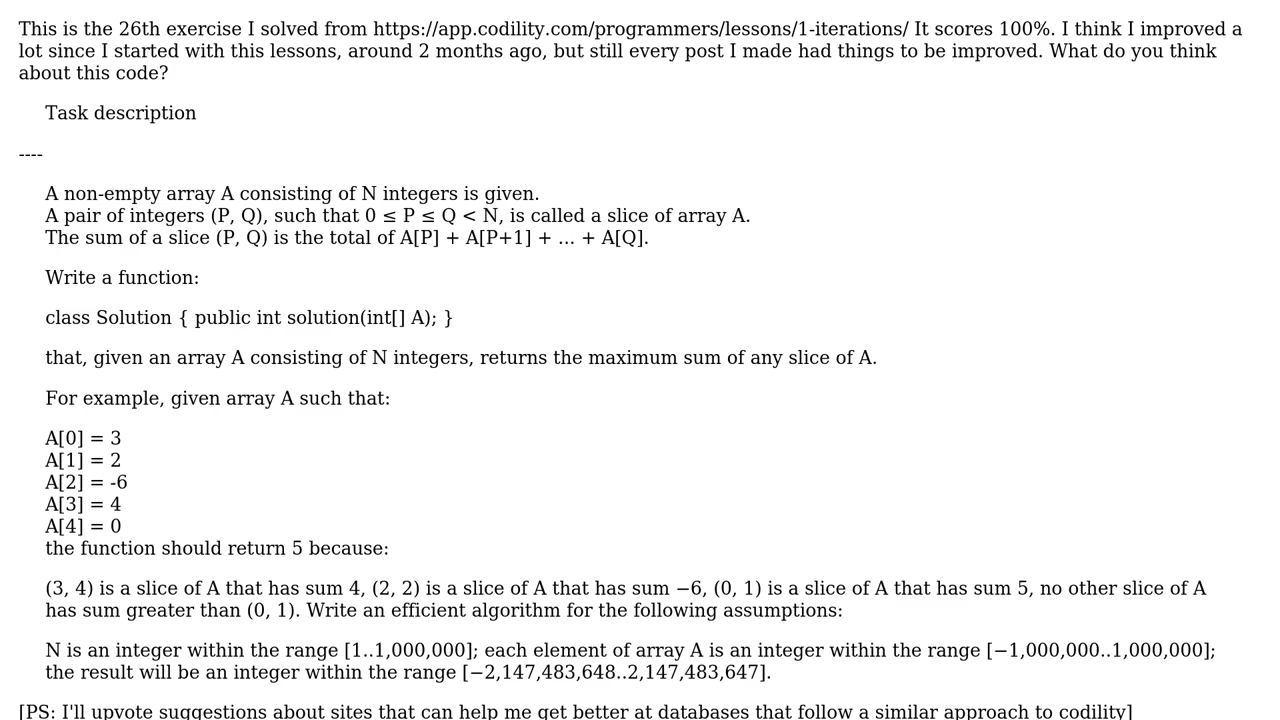 This is the 26th exercise I solved from https://app.codility.com/programmers/lessons/1-iterations/ It scores 100%. I think I improved a
lot since I started with this lessons, around 2 months ago, but still every post I made had things to be improved. What do you think
about this code?
Task description
----
A non-empty array A consisting of N integers is given.
A pair of integers (P, Q), such that 0 ≤ P ≤ Q < N, is called a slice of array A.
The sum of a slice (P, Q) is the total of A[P] + A[P+1] + ... + A[Q].
Write a function:
class Solution { public int solution(int[] A); }
that, given an array A consisting of N integers, returns the maximum sum of any slice of A.
For example, given array A such that:
A[0] = 3
A[1] = 2
A[2] = -6
A[3] = 4
A[4] = 0
the function should return 5 because:
(3, 4) is a slice of A that has sum 4, (2, 2) is a slice of A that has sum −6, (0, 1) is a slice of A that has sum 5, no other slice of A
has sum greater than (0, 1). Write an efficient algorithm for the following assumptions:
N is an integer within the range [1..1,000,000]; each element of array A is an integer within the range [−1,000,000..1,000,000];
the result will be an integer within the range [−2,147,483,648..2,147,483,647].
[PS: I'll upvote suggestions about sites that can help me get better at databases that follow a similar approach to codility]